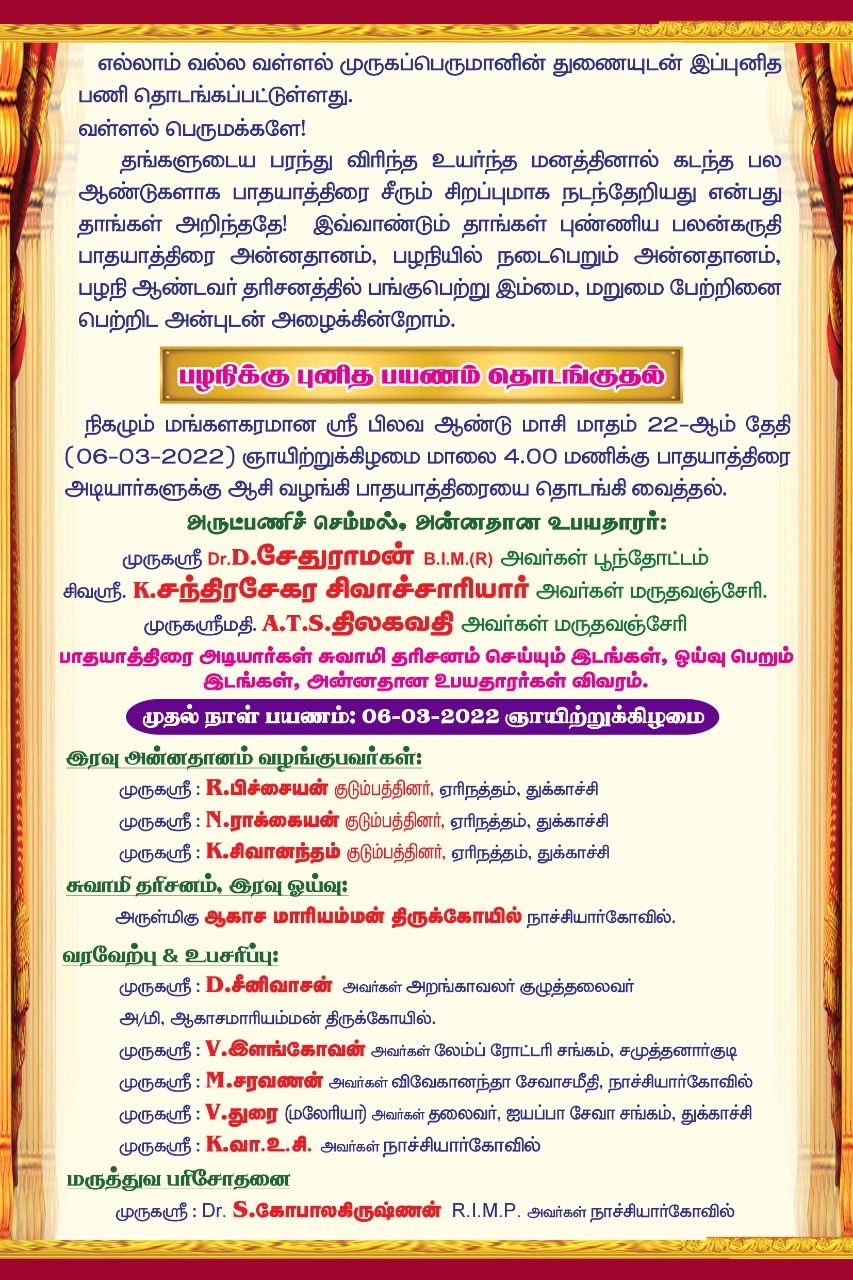 எல்லாம் வல்ல வள்ளல் முருகப்பெருமானின் துணையுடன் இப்புனித
பணி தொடங்கப்பட்டுள்ளது.
வள்ளல் பெருமக்களே!
தங்களுடைய பரந்து விரிந்த உயர்ந்த மனத்தினால் கடந்த பல
ஆண்டுகளாக பாதயாத்திரை சீரும் சிறப்புமாக நடந்தேறியது என்பது
தாங்கள் அறிந்ததே! இவ்வாண்டும் தாங்கள் புண்ணிய பலன்கருதி
பாதயாத்திரை அன்னதானம், பழநியில் நடைபெறும் அன்னதானம்,
பழநி ஆண்டவர் தரிசனத்தில் பங்குபெற்று இம்மை, மறுமை பேற்றினை
பெற்றிட அன்புடன் அழைக்கின்றோம்.
பழநிக்கு புனித பயணம் தொடங்குதல்
நிகழும் மங்களகரமான ஸ்ரீ பிலவ ஆண்டு மாசி மாதம் 22-ஆம் தேதி
(06-03-2022) ஞாயிற்றுக்கிழமை மாலை 4.00 மணிக்கு பாதயாத்திரை
அடியார்களுக்கு ஆசி வழங்கி பாதயாத்திரையை தொடங்கி வைத்தல்.
அருட்பணிச் செம்மல், அன்னதான உபயதாரர்:
முருகஸ்ரீ Dr.D.சேதுராமன் B.I.M.(R) அவர்கள் பூந்தோட்டம்
சிவஸ்ரீ. K.சந்திரசேகர சிவாச்சாரியார் அவர்கள் மருதவஞ்சேரி.
முருகஸ்ரீமதி. A.T.S.திலகவதி அவர்கள் மருதவஞ்சேரி
பாதயாத்திரை அடியார்கள் சுவாமி தரிசனம் செய்யும் இடங்கள், ஓய்வு பெறும்
இடங்கள், அன்னதான உபயதாரர்கள் விவரம்.
முதல் நாள் பயணம்: 06-03-2022 ஞாயிற்றுக்கிழமை
இரவு அன்னதானம் வழங்குபவர்கள்:
முருகஸ்ரீ : R.பிச்சையன் குடும்பத்தினர், ஏரிநத்தம், துக்காச்சி
முருகஸ்ரீ : N.ராக்கையன் குடும்பத்தினர், ஏரிநத்தம், துக்காச்சி
முருகஸ்ரீ : K.சிவானந்தம் குடும்பத்தினர், ஏரிநத்தம், துக்காச்சி
சுவாமி தரிசனம், இரவு ஓய்வு:
அருள்மிகு ஆகாச மாரியம்மன் திருக்கோயில் நாச்சியார்கோவில்.
வரவேற்பு & உபசரிப்பு:
முருகஸ்ரீ : D.சீனிவாசன் அவர்கள் அறங்காவலர் குழுத்தலைவர்
அ/மி, ஆகாசமாரியம்மன் திருக்கோயில்.
முருகஸ்ரீ : V.இளங்கோவன் அவர்கள் லேம்ப் ரோட்டரி சங்கம், சமுத்தனார்குடி
முருகஸ்ரீ : M.சரவணன் அவர்கள் விவேகானந்தா சேவாசமீதி, நாச்சியார்கோவில்
முருகஸ்ரீ : V.துரை (மலேரியா) அவர்கள் தலைவர், ஐயப்பா சேவா சங்கம், துக்காச்சி
முருகஸ்ரீ : K.வா.உ.சி. அவர்கள் நாச்சியார்கோவில்
மருத்துவ பரிசோதனை
முருகஸ்ரீ : Dr. S.கோபாலகிருஷ்ணன் R.I.M.P. அவர்கள் நாச்சியார்கோவில்